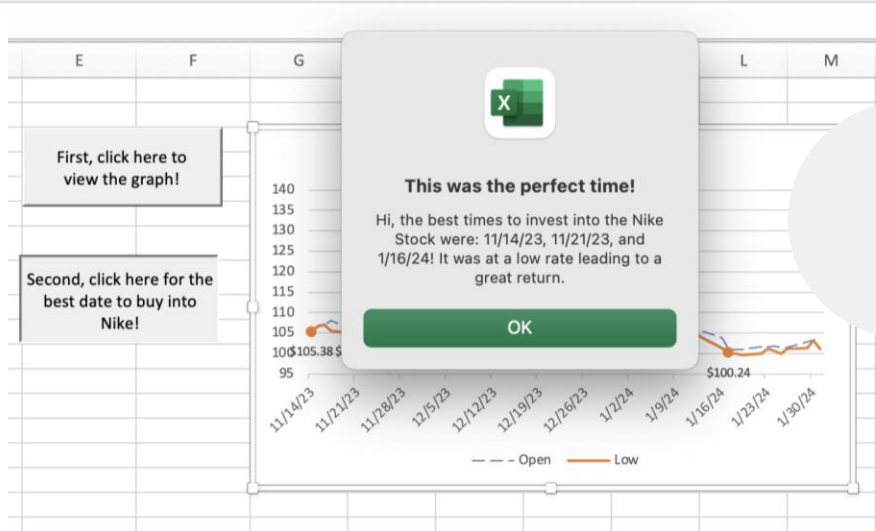 E F G L M
First, click here to
view the graph!
Second, click here for the
best date to buy into
Nike!
X
This was the perfect time!
Hi, the best times to invest into the Nike
Stock were: 11/14/23, 11/21/23, and
1/16/24! It was at a low rate leading to a
great return.
OK
140
135
130
125
120
115
110
105
100
95
$105.38 $
$100.24
11/14/23 11/21/23 11/28/23 12/5/23 12/12/23 12/19/23 12/26/23 1/2/24 1/9/24 1/16/24 1/23/24 1/30/24
Open Low